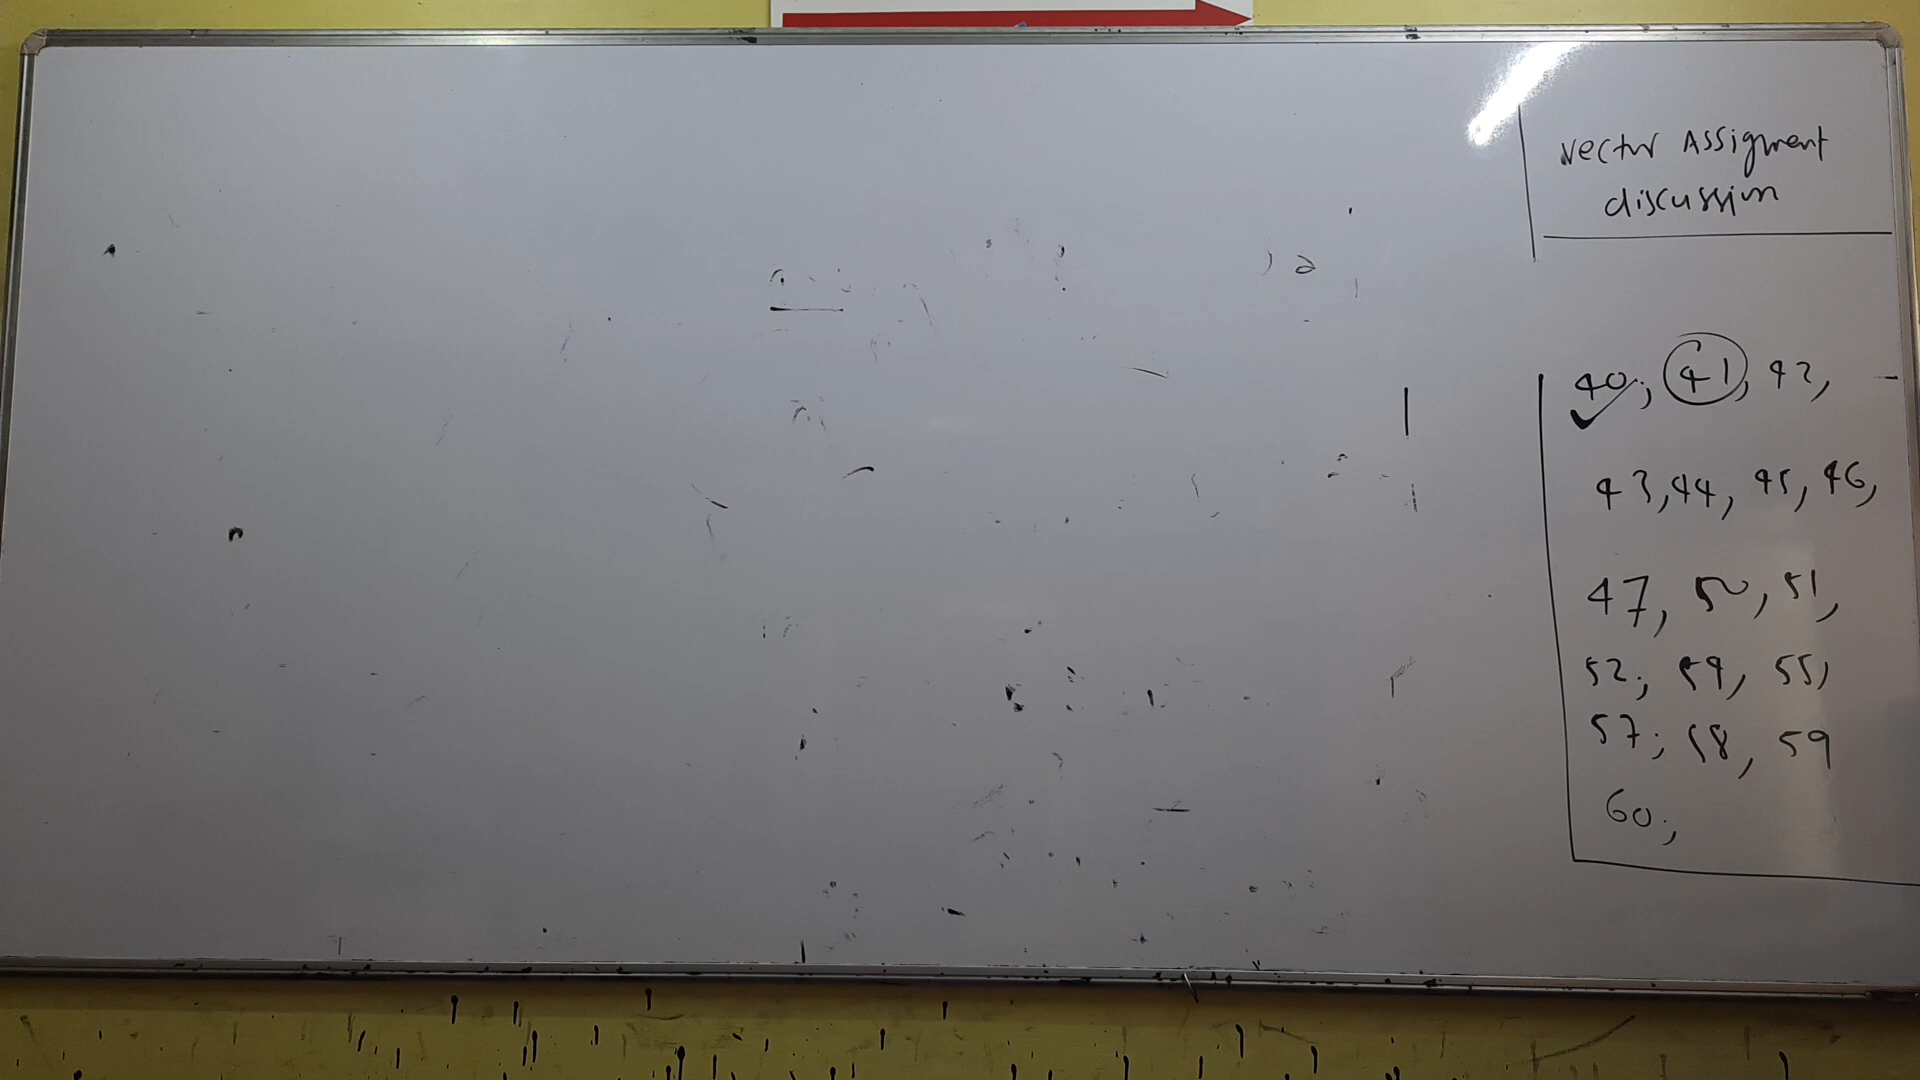 Vector Assigment
discussion
40, 41, 42,
43, 44, 45, 46,
47, 50, 51,
52, 54, 55,
57, 58, 59
60,